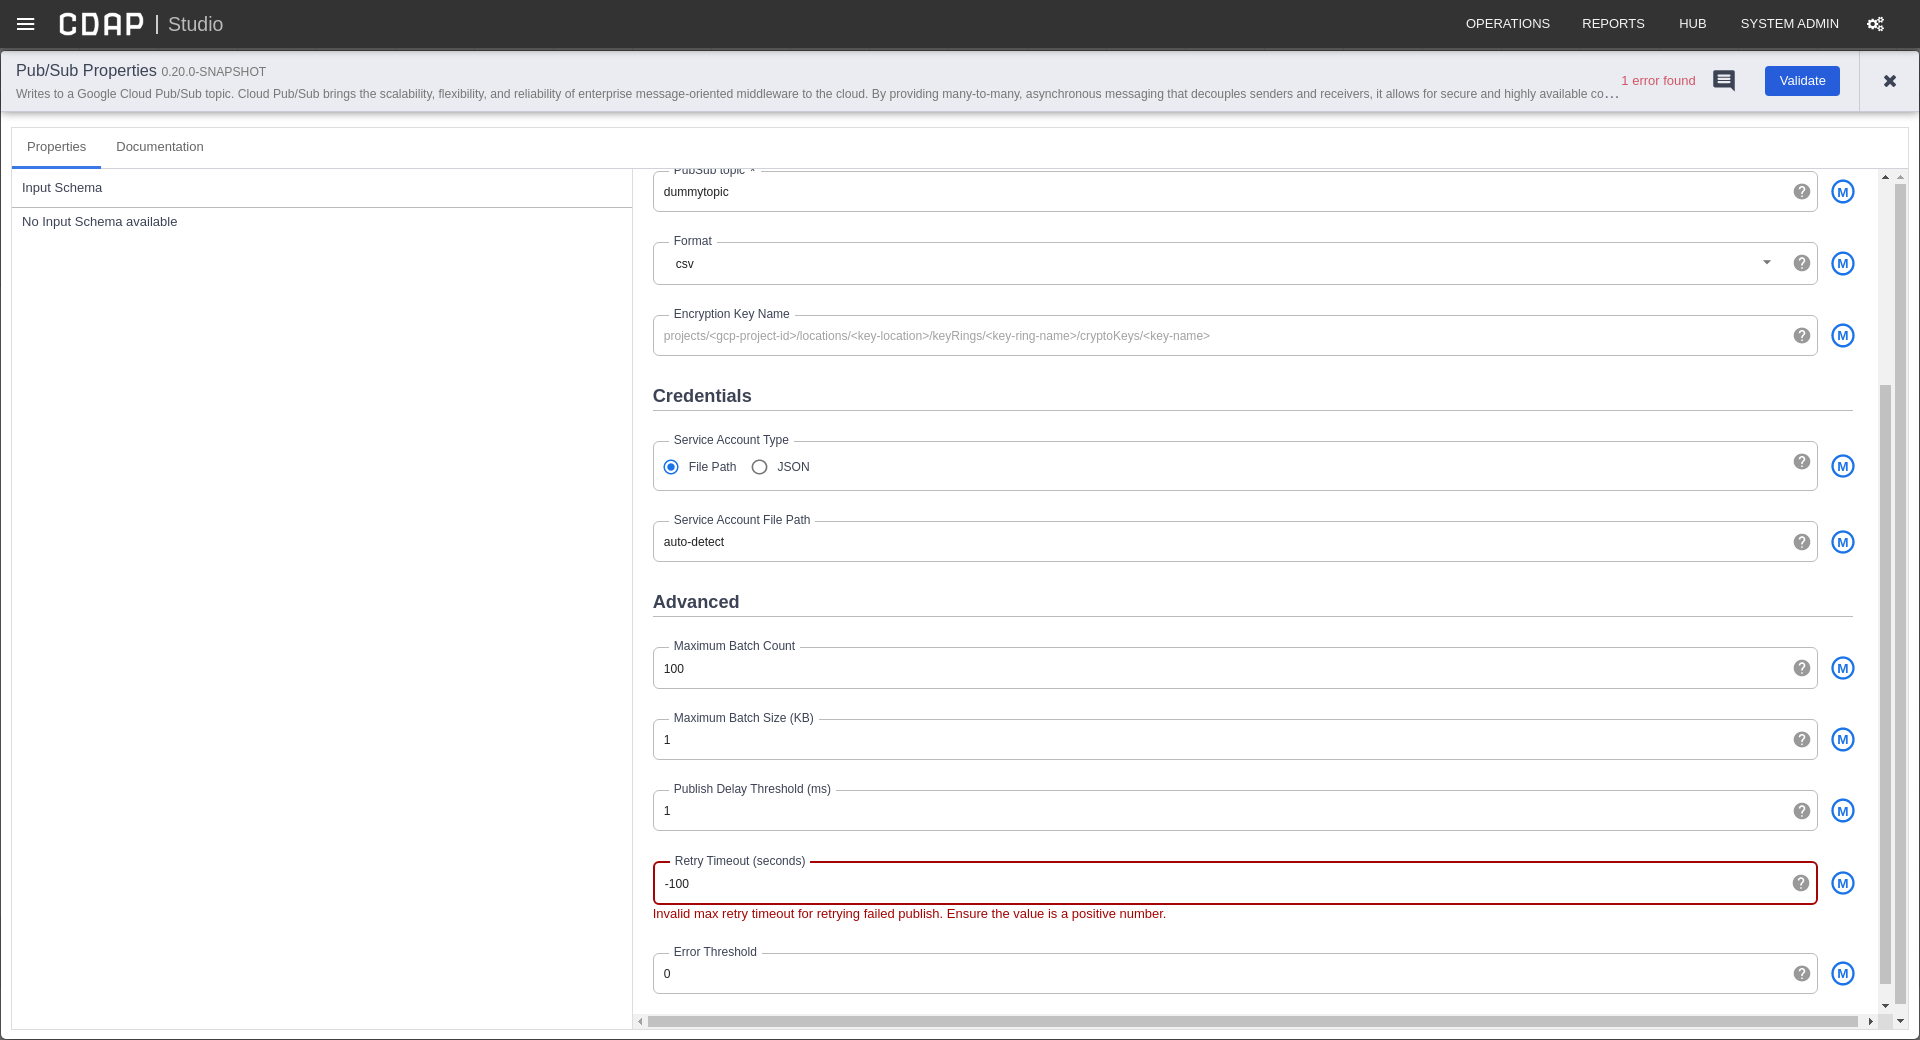 CDAP | Studio
OPERATIONS REPORTS HUB SYSTEM ADMIN
Pub/Sub Properties 0.20.0-SNAPSHOT
Writes to a Google Cloud Pub/Sub topic. Cloud Pub/Sub brings the scalability, flexibility, and reliability of enterprise message-oriented middleware to the cloud. By providing many-to-many, asynchronous messaging that decouples senders and receivers, it allows for secure and highly available co...
1 error found
Validate
Properties Documentation
Input Schema
No Input Schema available
PubSub topic *
dummytopic
M
Format
csv
M
Encryption Key Name
projects/<gcp-project-id>/locations/<key-location>/keyRings/<key-ring-name>/cryptoKeys/<key-name>
M
Credentials
Service Account Type
File Path JSON
M
Service Account File Path
auto-detect
M
Advanced
Maximum Batch Count
100
M
Maximum Batch Size (KB)
1
M
Publish Delay Threshold (ms)
1
M
Retry Timeout (seconds)
-100
M
Invalid max retry timeout for retrying failed publish. Ensure the value is a positive number.
Error Threshold
0
M